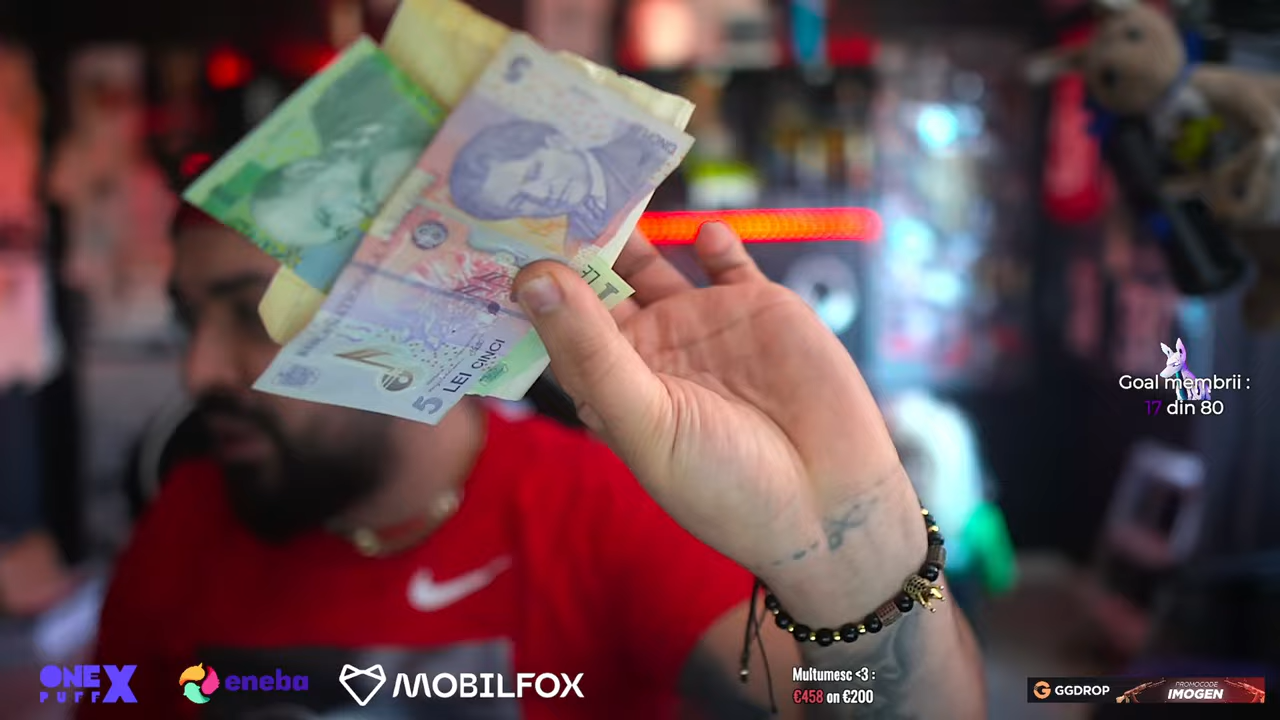 5
5 LEI CINCI
Goal membrii :
17 din 80
ONE X
PUFF
eneba
MOBILFOX
Multumesc <3 :
€458 on €200
GGDROP
PROMOCODE
IMOGEN